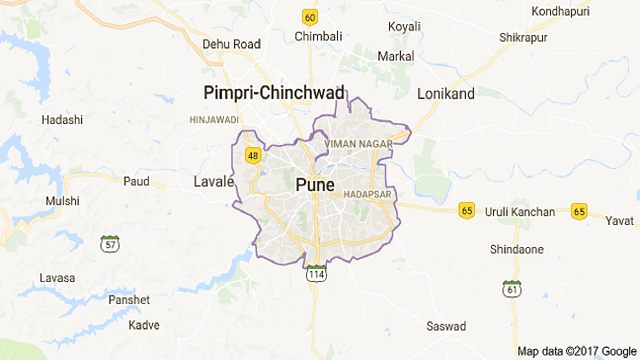 Kondhapuri
60
Koyali
Shikrapur
Chimbali
Dehu Road
Markal
Pimpri-Chinchwad
Lonikand
Hadashi
HINJAWADI
VIMAN NAGAR
48
Paud
Lavale
Pune
HADAPSAR
Mulshi
65
Uruli Kanchan
65
Yavat
57
Shindaone
114
Lavasa
61
Panshet
Kadve
Saswad
Map data ©2017 Google